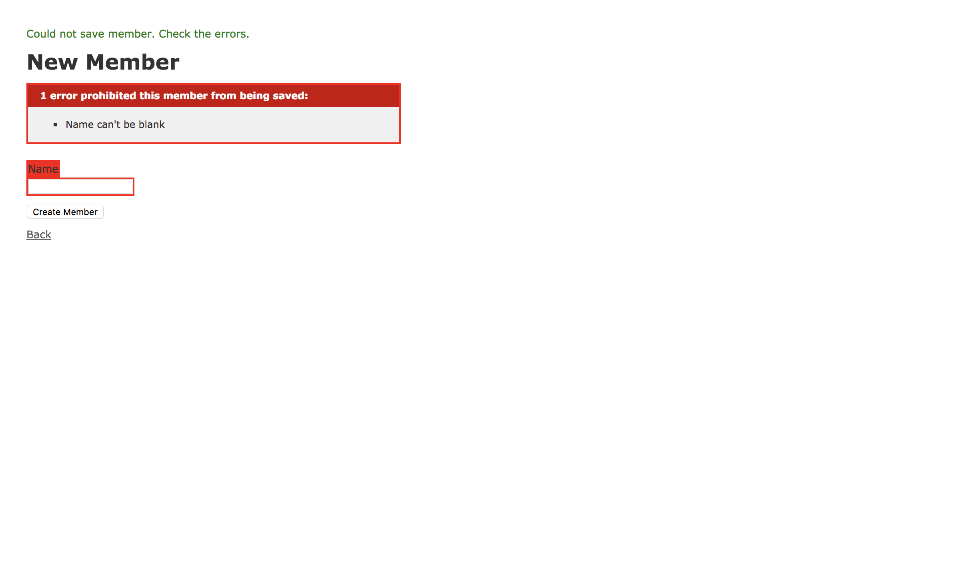 Could not save member. Check the errors.
New Member
1 error prohibited this member from being saved:
Name can't be blank
Name
Create Member
Back